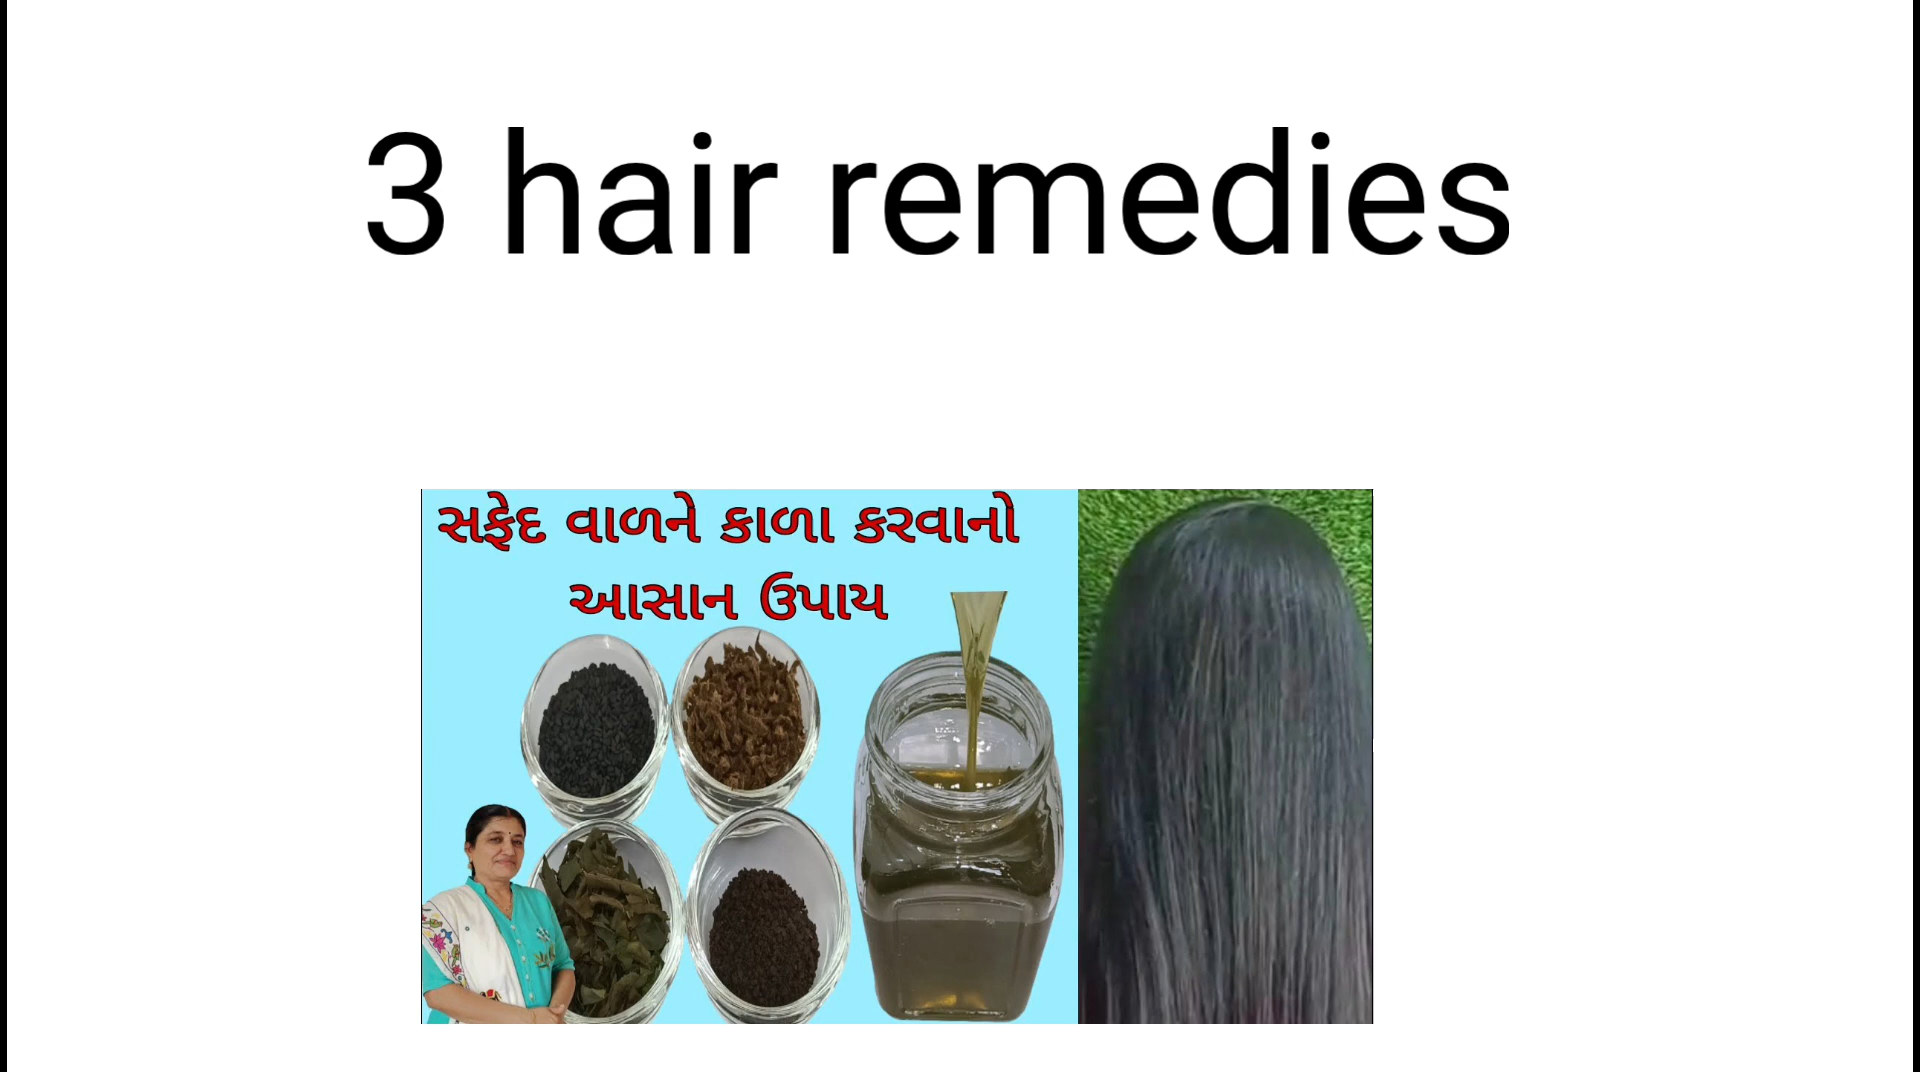 3 hair remedies
સફેદ વાળને કાળા કરવાનો
આસાન ઉપાય